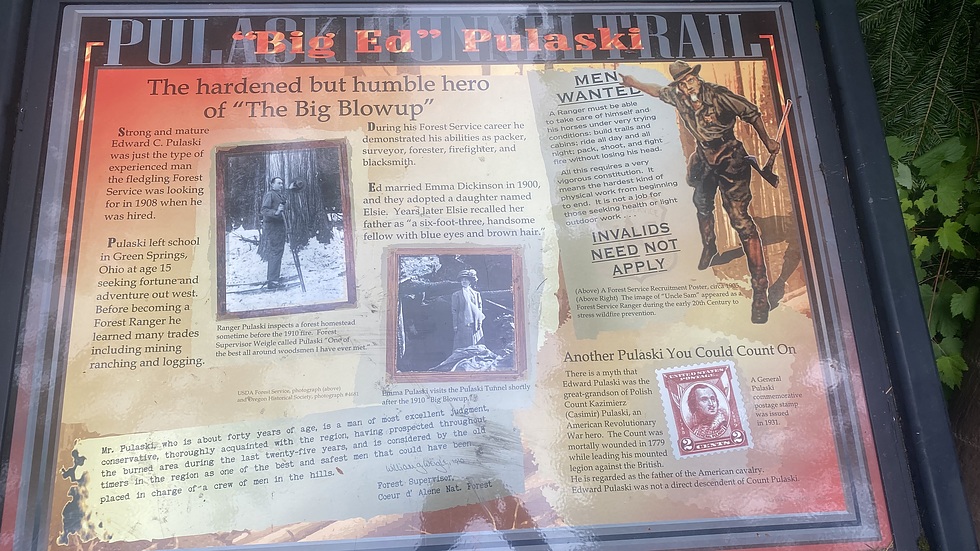 PULASKI TUNNEL TRAIL
"Big Ed" Pulaski
The hardened but humble hero
of "The Big Blowup"
Strong and mature
Edward C. Pulaski
was just the type of
experienced man
the fledgling Forest
Service was looking
for in 1908 when he
was hired.
Pulaski left school
in Green Springs,
Ohio at age 15
seeking fortune and
adventure out west.
Before becoming a
Forest Ranger he
learned many trades
including mining
ranching and logging.
Ranger Pulaski inspects a forest homestead
sometime before the 1910 fire. Forest
Supervisor Weigle called Pulaski "One of
the best all around woodsmen I have ever met."
USDA Forest Service, photograph (above)
and Oregon Historical Society, photograph
During his Forest Service career he
demonstrated his abilities as packer,
surveyor, forester, firefighter, and
blacksmith.
Ed married Emma Dickinson in 1900,
and they adopted a daughter named
Elsie. Years later Elsie recalled her
father as "a six-foot-three, handsome
fellow with blue eyes and brown hair."
Emma Pulaski visits the Pulaski Tunnel shortly
after the 1910 "Big Blowup."
Mr. Pulaski, who is about forty years of age, is a man of most excellent judgment,
conservative, thoroughly acquainted with the region, having prospected throughout
the burned area during the last twenty-five years, and is considered by the old
timers in the region as one of the best and safest men that could have been
placed in charge of a crew of men in the hills.
Forest Supervisor,
Coeur d' Alene Nat. Forest
MEN
WANTED
A Ranger must be able
to take care of himself and
his horses under very trying
conditions; build trails and
cabins; ride all day and all
night; pack, shoot, and fight
fire without losing his head.
All this requires a very
vigorous constitution. It
means the hardest kind of
physical work from beginning
to end. It is not a job for
those seeking health or light
outdoor work . . .
INVALIDS
NEED NOT
APPLY
(Above) A Forest Service Recruitment Poster, circa
(Above Right) The image of "Uncle Sam" appeared as a
Forest Service Ranger during the early 20th Century to
stress wildfire prevention.
Another Pulaski You Could Count On
There is a myth that
Edward Pulaski was the
great-grandson of Polish
Count Kazimierz
(Casimir) Pulaski, an
American Revolutionary
War hero. The Count was
mortally wounded in 1779
while leading his mounted
legion against the British.
He is regarded as the father of the American cavalry.
Edward Pulaski was not a direct descendent of Count Pulaski.
UNITED STATES
POSTAGE
2 CENTS 2
A General
Pulaski
commemorative
postage stamp
was issued
in 1931.